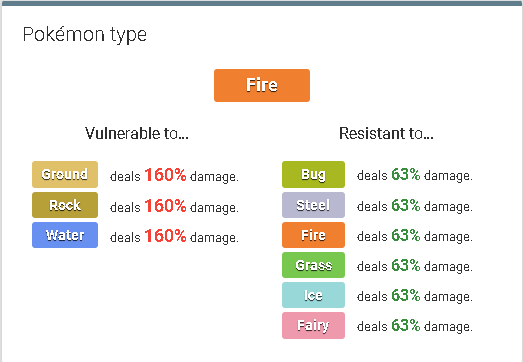 Pokémon type
Fire
Vulnerable to...
Ground deals 160% damage.
Rock deals 160% damage.
Water deals 160% damage.
Resistant to...
Bug deals 63% damage.
Steel deals 63% damage.
Fire deals 63% damage.
Grass deals 63% damage.
Ice deals 63% damage.
Fairy deals 63% damage.